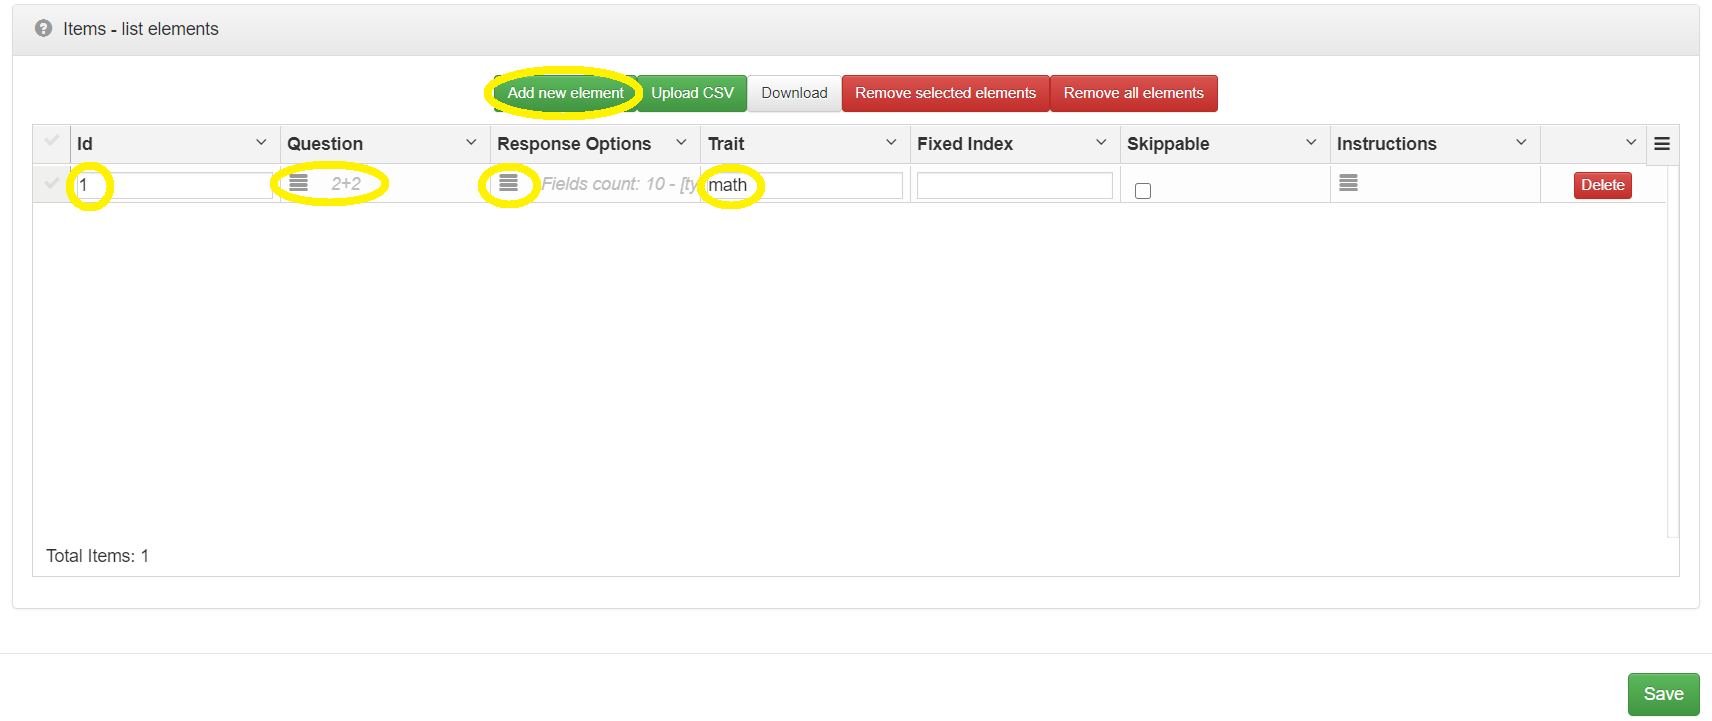 Items - list elements
Add new element Upload CSV Download Remove selected elements Remove all elements
Id Question Response Options Trait Fixed Index Skippable Instructions
1 2+2 Fields count: 10 - [ty math Delete
Total Items: 1
Save